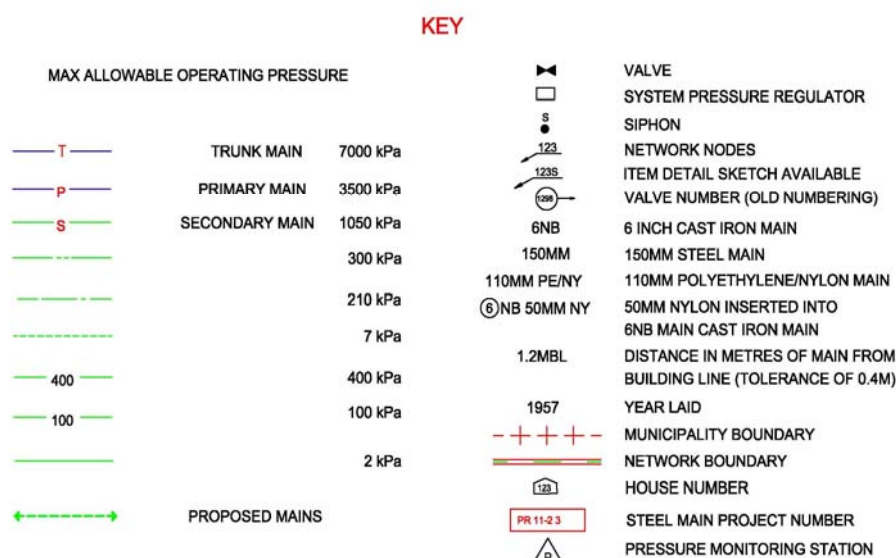 KEY
MAX ALLOWABLE OPERATING PRESSURE
T TRUNK MAIN 7000 kPa
P PRIMARY MAIN 3500 kPa
S SECONDARY MAIN 1050 kPa
300 kPa
210 kPa
7 kPa
400 400 kPa
100 100 kPa
2 kPa
PROPOSED MAINS
VALVE
SYSTEM PRESSURE REGULATOR
S SIPHON
123 NETWORK NODES
123S ITEM DETAIL SKETCH AVAILABLE
1298 VALVE NUMBER (OLD NUMBERING)
6NB 6 INCH CAST IRON MAIN
150MM 150MM STEEL MAIN
110MM PE/NY 110MM POLYETHYLENE/NYLON MAIN
6 NB 50MM NY 50MM NYLON INSERTED INTO
6NB MAIN CAST IRON MAIN
1.2MBL DISTANCE IN METRES OF MAIN FROM
BUILDING LINE (TOLERANCE OF 0.4M)
1957 YEAR LAID
MUNICIPALITY BOUNDARY
NETWORK BOUNDARY
123 HOUSE NUMBER
PR 11-2 3 STEEL MAIN PROJECT NUMBER
P PRESSURE MONITORING STATION